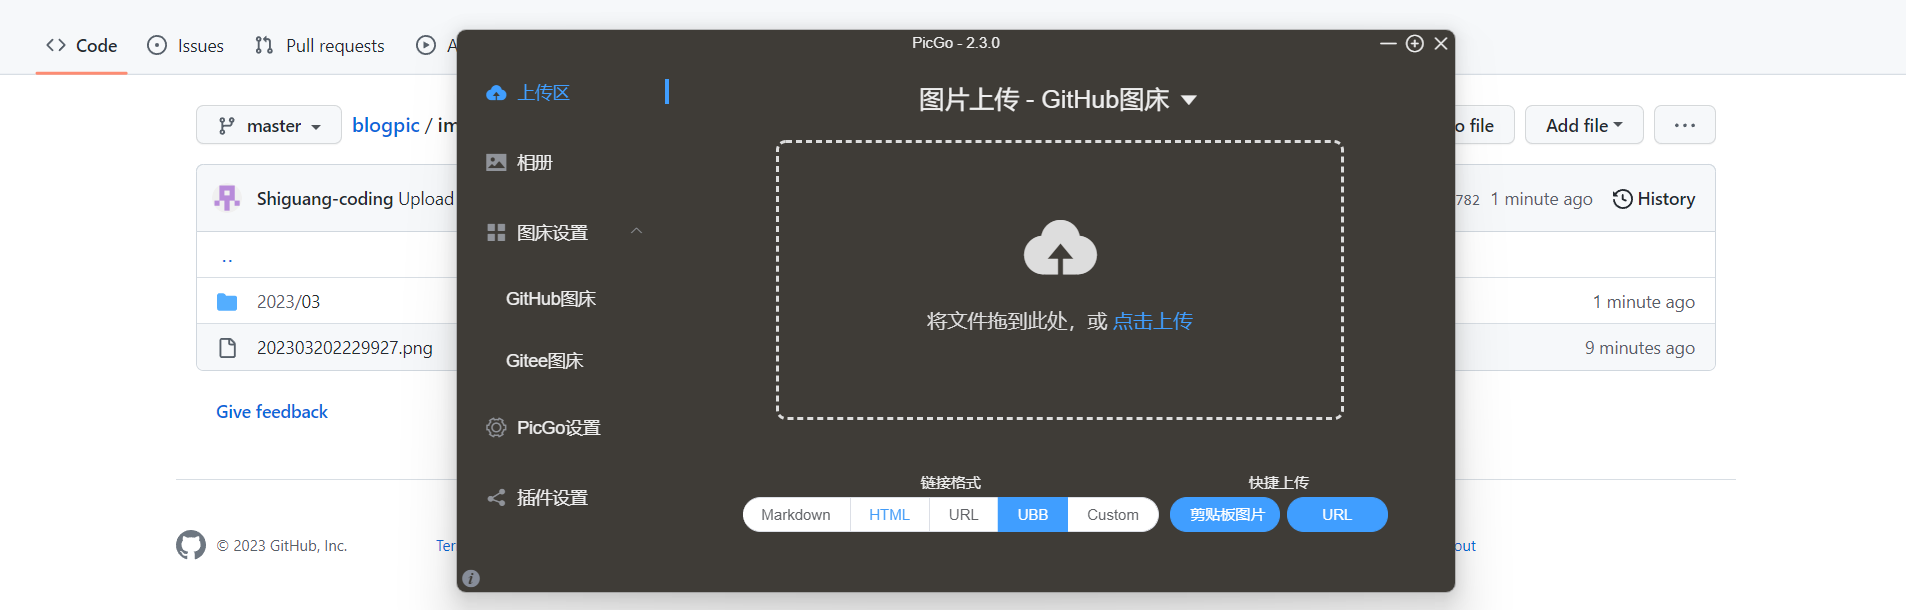 Code
Issues
Pull requests
A
PicGo - 2.3.0
master
blogpic / im
o file
Add file
...
Shiguang-coding Upload
782 1 minute ago
History
..
2023/03
1 minute ago
202303202229927.png
9 minutes ago
Give feedback
© 2023 GitHub, Inc.
Ter
out
上传区
相册
图床设置
GitHub图床
Gitee图床
PicGo设置
插件设置
图片上传 - GitHub图床
将文件拖到此处，或 点击上传
链接格式
Markdown
HTML
URL
UBB
Custom
快捷上传
剪贴板图片
URL